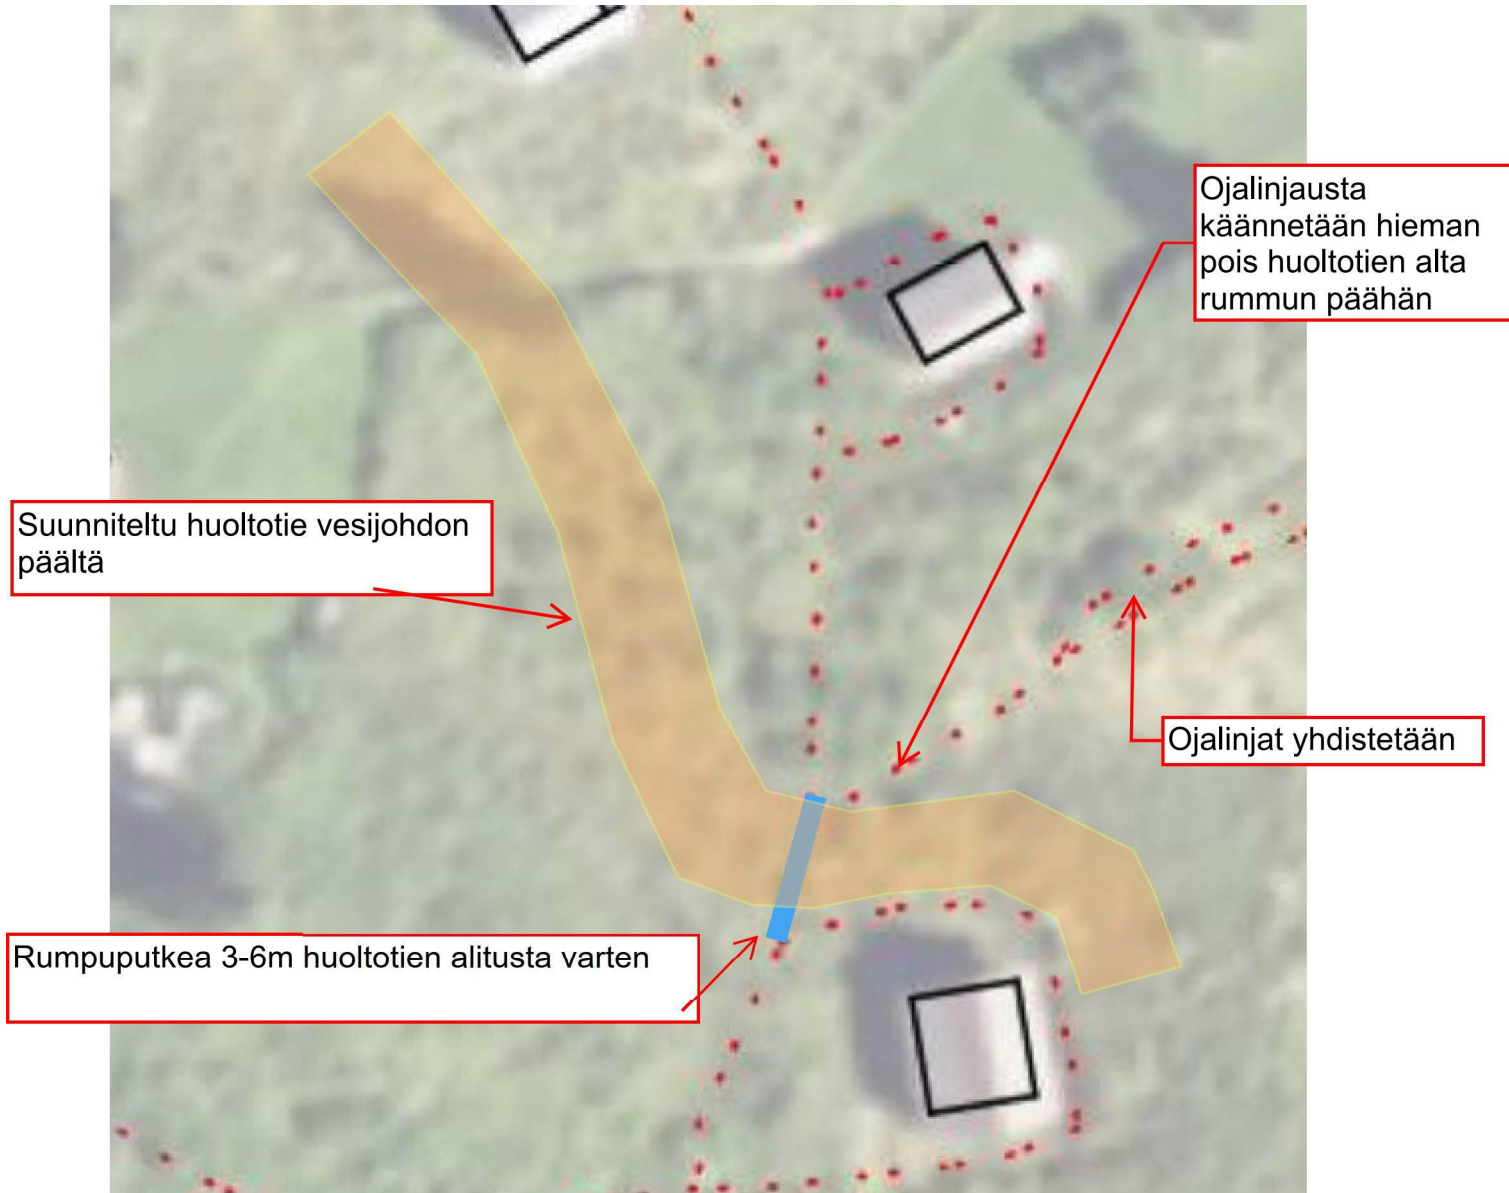 Ojalinjausta
käännetään hieman
pois huoltotien alta
rummun päähän
Suunniteltu huoltotie vesijohdon
päältä
Ojalinjat yhdistetään
Rumpuputkea 3-6m huoltotien alitusta varten